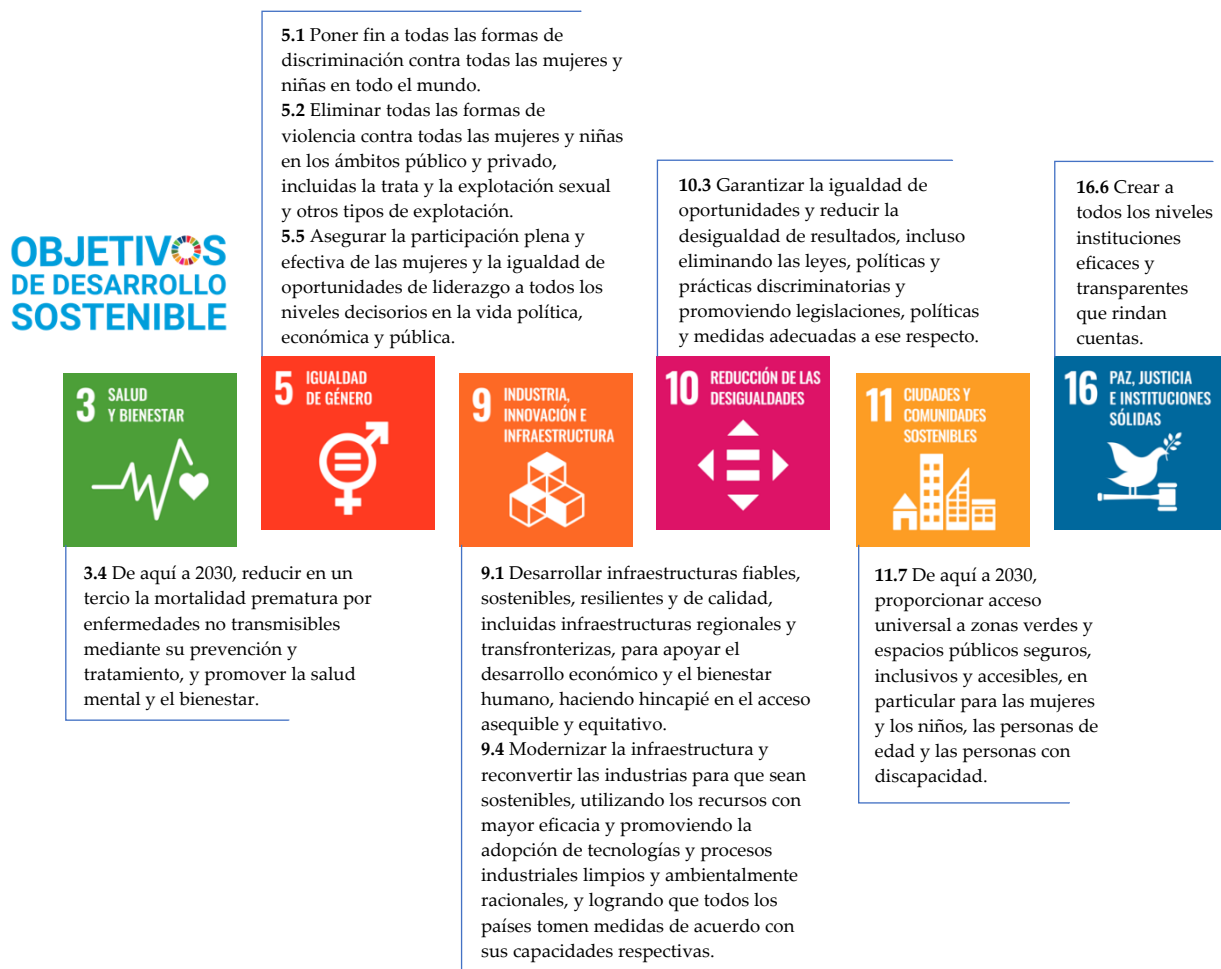 5.1 Poner fin a todas las formas de
discriminación contra todas las mujeres y
niñas en todo el mundo.
5.2 Eliminar todas las formas de
violencia contra todas las mujeres y niñas
en los ámbitos público y privado,
incluidas la trata y la explotación sexual
y otros tipos de explotación.
5.5 Asegurar la participación plena y
efectiva de las mujeres y la igualdad de
oportunidades de liderazgo a todos los
niveles decisorios en la vida política,
económica y pública.
10.3 Garantizar la igualdad de
oportunidades y reducir la
desigualdad de resultados, incluso
eliminando las leyes, políticas y
prácticas discriminatorias y
promoviendo legislaciones, políticas
y medidas adecuadas a ese respecto.
16.6 Crear a
todos los niveles
instituciones
eficaces y
transparentes
que rindan
cuentas.
OBJETIVOS
DE DESARROLLO
SOSTENIBLE
3 SALUD
Y BIENESTAR
5 IGUALDAD
DE GÉNERO
9 INDUSTRIA,
INNOVACIÓN E
INFRAESTRUCTURA
10 REDUCCIÓN DE LAS
DESIGUALDADES
11 CIUDADES Y
COMUNIDADES
SOSTENIBLES
16 PAZ, JUSTICIA
E INSTITUCIONES
SÓLIDAS
3.4 De aquí a 2030, reducir en un
tercio la mortalidad prematura por
enfermedades no transmisibles
mediante su prevención y
tratamiento, y promover la salud
mental y el bienestar.
9.1 Desarrollar infraestructuras fiables,
sostenibles, resilientes y de calidad,
incluidas infraestructuras regionales y
transfronterizas, para apoyar el
desarrollo económico y el bienestar
humano, haciendo hincapié en el acceso
asequible y equitativo.
9.4 Modernizar la infraestructura y
reconvertir las industrias para que sean
sostenibles, utilizando los recursos con
mayor eficacia y promoviendo la
adopción de tecnologías y procesos
industriales limpios y ambientalmente
racionales, y logrando que todos los
países tomen medidas de acuerdo con
sus capacidades respectivas.
11.7 De aquí a 2030,
proporcionar acceso
universal a zonas verdes y
espacios públicos seguros,
inclusivos y accesibles, en
particular para las mujeres
y los niños, las personas de
edad y las personas con
discapacidad.